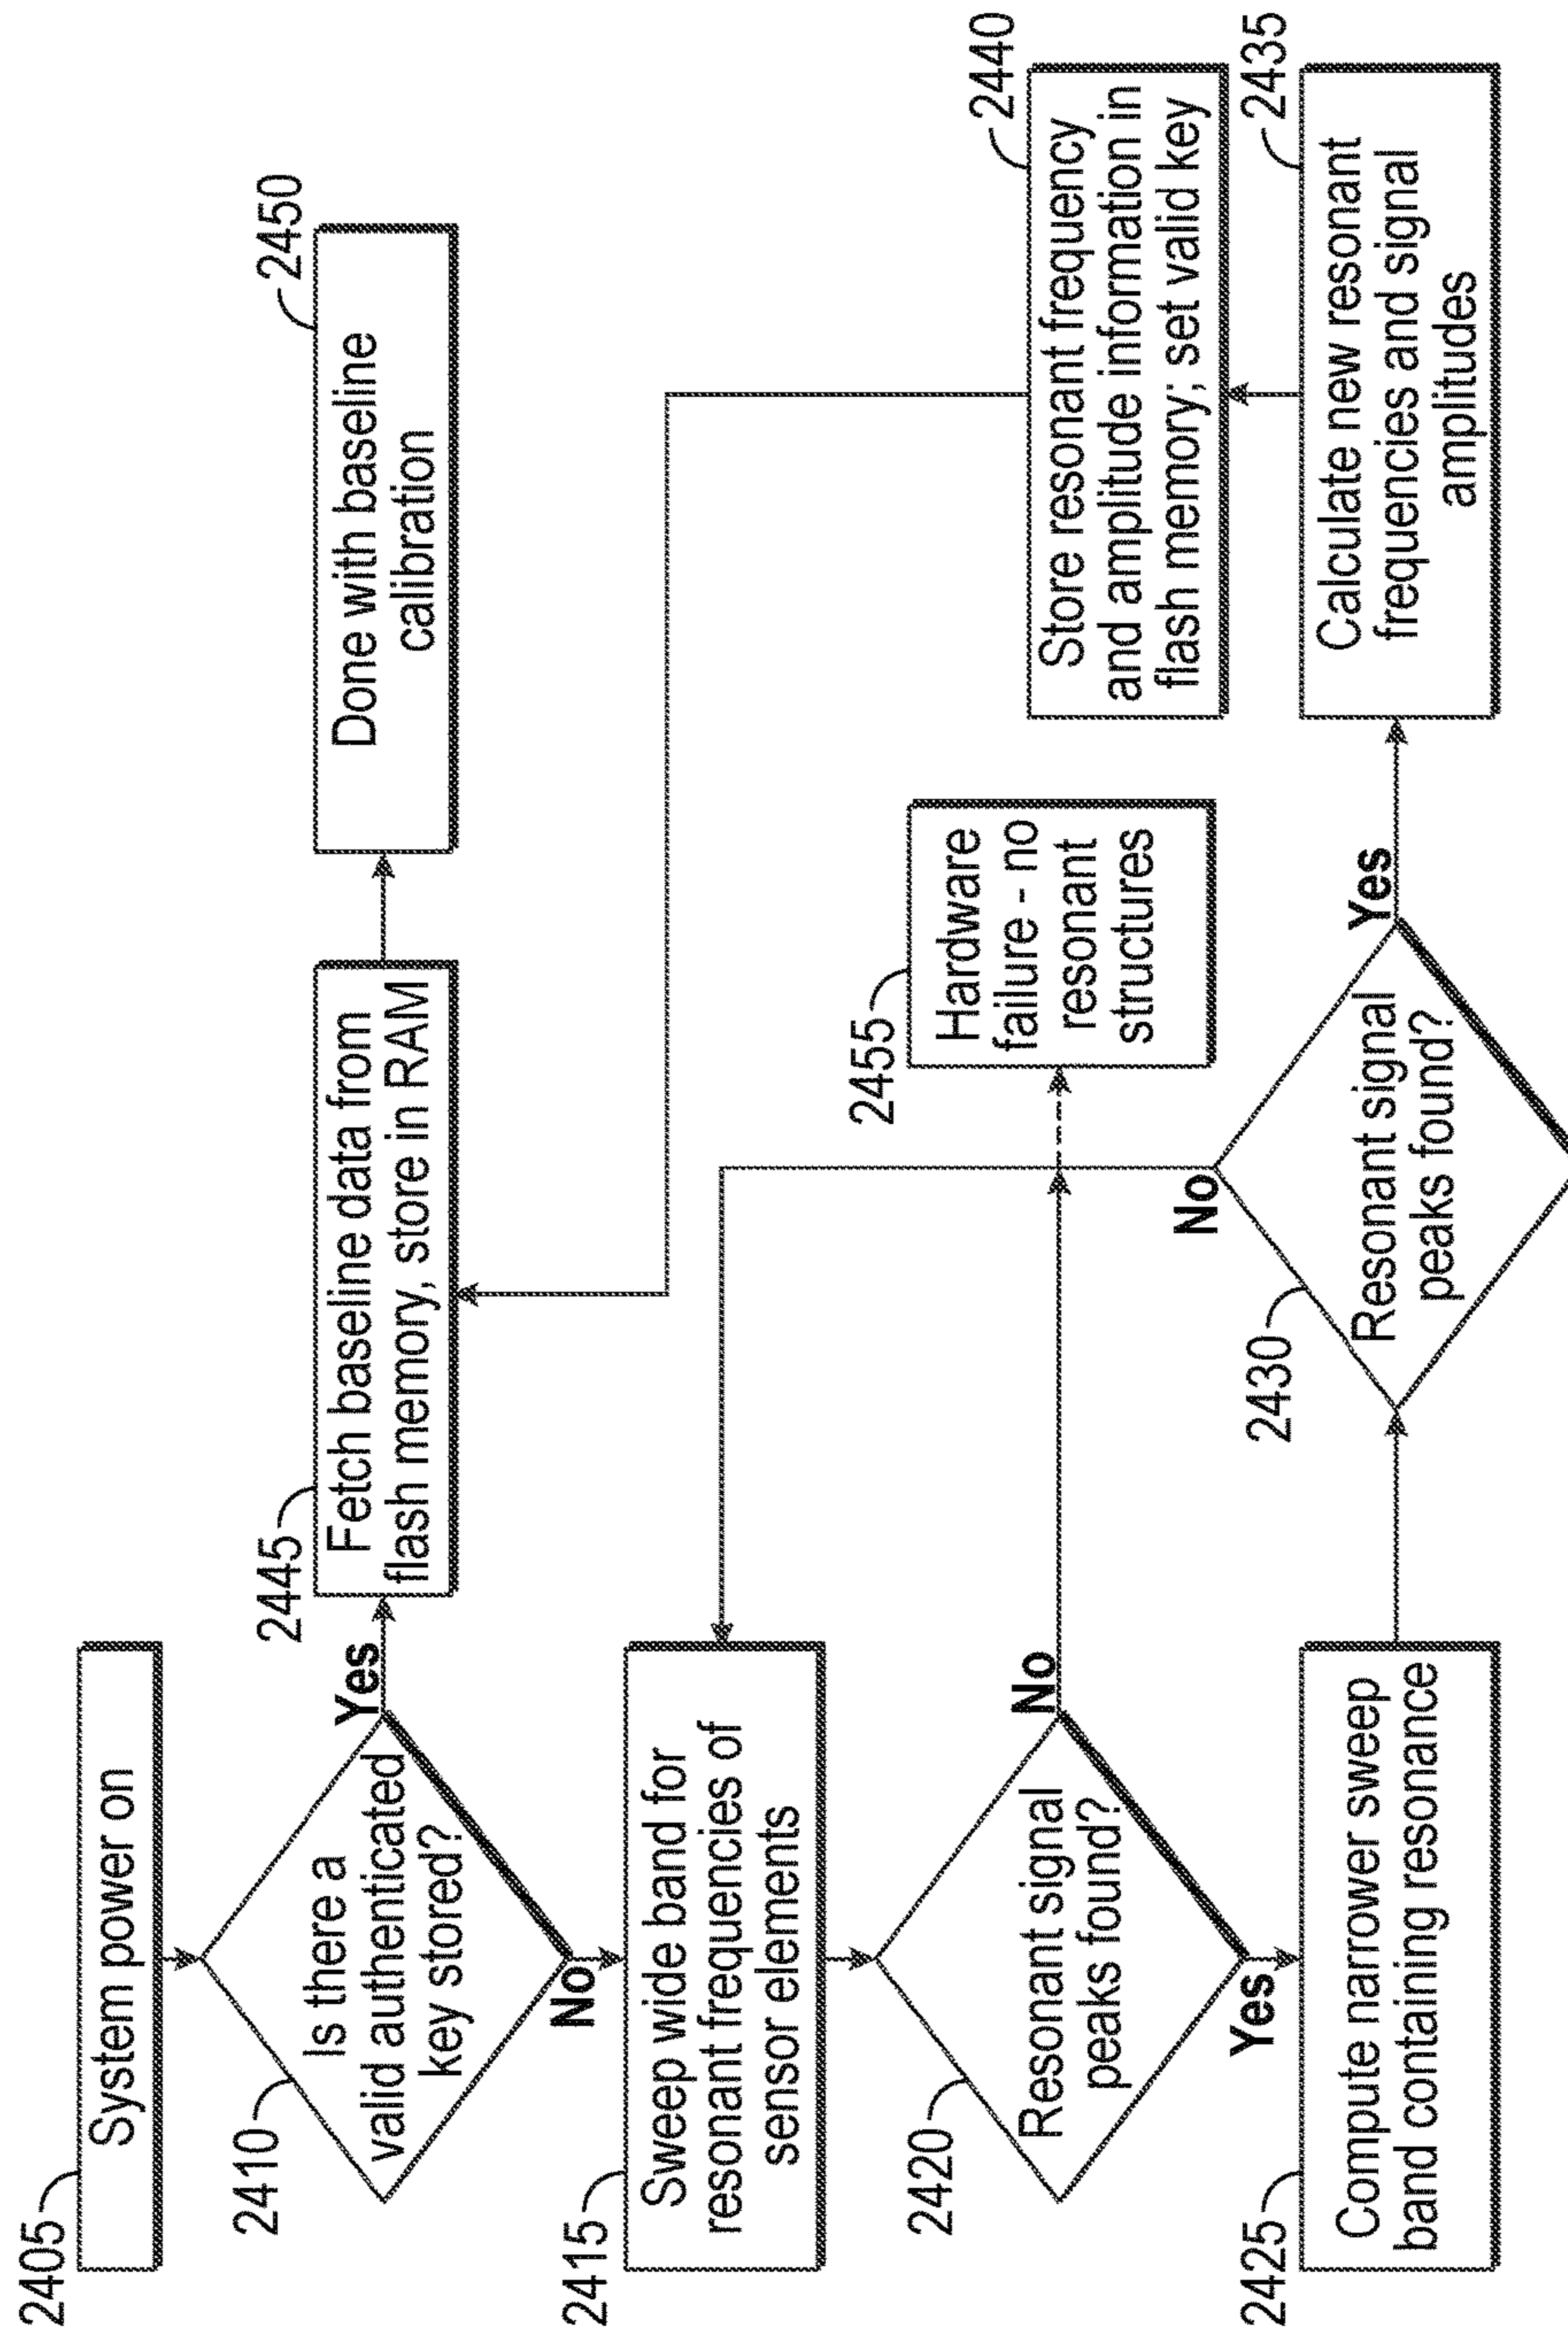 2405
System power on
2410
Is there a
valid authenticated
key stored?
Yes
No
2445
Fetch baseline data from
flash memory, store in RAM
2450
Done with baseline
calibration
2415
Sweep wide band for
resonant frequencies of
sensor elements
2420
Resonant signal
peaks found?
No
Yes
2455
Hardware
failure - no
resonant
structures
2425
Compute narrower sweep
band containing resonance
2430
Resonant signal
peaks found?
No
Yes
2440
Store resonant frequency
and amplitude information in
flash memory; set valid key
2435
Calculate new resonant
frequencies and signal
amplitudes